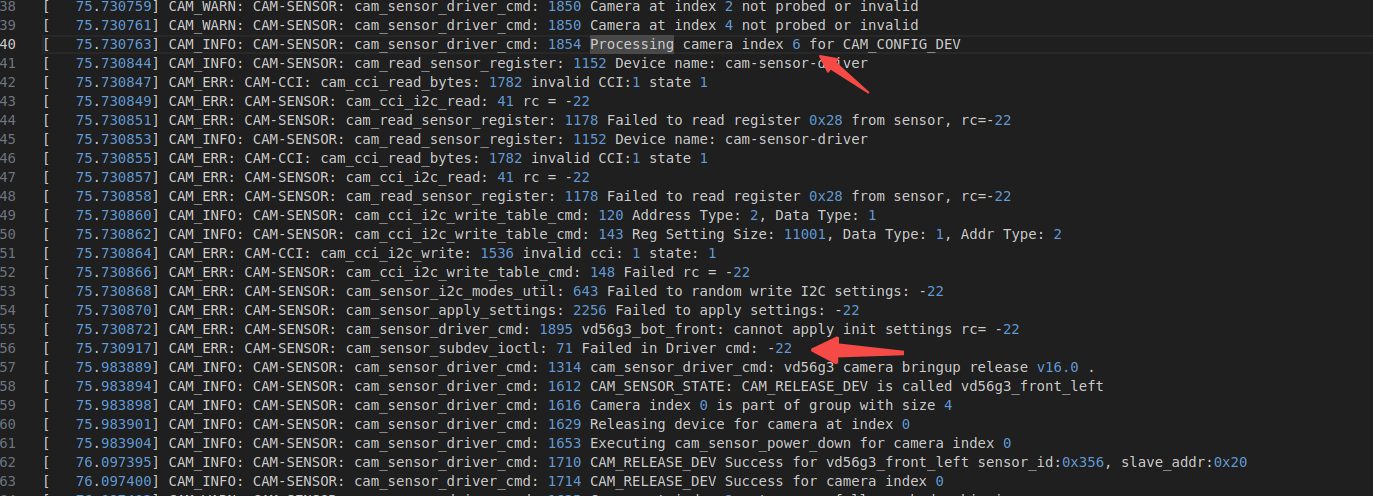 38 [ 75.730759] CAM_WARN: CAM-SENSOR: cam_sensor_driver_cmd: 1850 Camera at index 2 not probed or invalid
39 [ 75.730761] CAM_WARN: CAM-SENSOR: cam_sensor_driver_cmd: 1850 Camera at index 4 not probed or invalid
40 [ 75.730763] CAM_INFO: CAM-SENSOR: cam_sensor_driver_cmd: 1854 Processing camera index 6 for CAM_CONFIG_DEV
41 [ 75.730844] CAM_INFO: CAM-SENSOR: cam_read_sensor_register: 1152 Device name: cam-sensor-driver
42 [ 75.730847] CAM_ERR: CAM-CCI: cam_cci_read_bytes: 1782 invalid CCI:1 state 1
43 [ 75.730849] CAM_ERR: CAM-SENSOR: cam_cci_i2c_read: 41 rc = -22
44 [ 75.730851] CAM_ERR: CAM-SENSOR: cam_read_sensor_register: 1178 Failed to read register 0x28 from sensor, rc=-22
45 [ 75.730853] CAM_INFO: CAM-SENSOR: cam_read_sensor_register: 1152 Device name: cam-sensor-driver
46 [ 75.730855] CAM_ERR: CAM-CCI: cam_cci_read_bytes: 1782 invalid CCI:1 state 1
47 [ 75.730857] CAM_ERR: CAM-SENSOR: cam_cci_i2c_read: 41 rc = -22
48 [ 75.730858] CAM_ERR: CAM-SENSOR: cam_read_sensor_register: 1178 Failed to read register 0x28 from sensor, rc=-22
49 [ 75.730860] CAM_INFO: CAM-SENSOR: cam_cci_i2c_write_table_cmd: 120 Address Type: 2, Data Type: 1
50 [ 75.730862] CAM_INFO: CAM-SENSOR: cam_cci_i2c_write_table_cmd: 143 Reg Setting Size: 11001, Data Type: 1, Addr Type: 2
51 [ 75.730864] CAM_ERR: CAM-CCI: cam_cci_i2c_write: 1536 invalid cci: 1 state: 1
52 [ 75.730866] CAM_ERR: CAM-SENSOR: cam_cci_i2c_write_table_cmd: 148 Failed rc = -22
53 [ 75.730868] CAM_ERR: CAM-SENSOR: cam_sensor_i2c_modes_util: 643 Failed to random write I2C settings: -22
54 [ 75.730870] CAM_ERR: CAM-SENSOR: cam_sensor_apply_settings: 2256 Failed to apply settings: -22
55 [ 75.730872] CAM_ERR: CAM-SENSOR: cam_sensor_driver_cmd: 1895 vd56g3_bot_front: cannot apply init settings rc= -22
56 [ 75.730917] CAM_ERR: CAM-SENSOR: cam_sensor_subdev_ioctl: 71 Failed in Driver cmd: -22
57 [ 75.983889] CAM_INFO: CAM-SENSOR: cam_sensor_driver_cmd: 1314 cam_sensor_driver_cmd: vd56g3 camera bringup release v16.0 .
58 [ 75.983894] CAM_INFO: CAM-SENSOR: cam_sensor_driver_cmd: 1612 CAM_SENSOR_STATE: CAM_RELEASE_DEV is called vd56g3_front_left
59 [ 75.983898] CAM_INFO: CAM-SENSOR: cam_sensor_driver_cmd: 1616 Camera index 0 is part of group with size 4
60 [ 75.983901] CAM_INFO: CAM-SENSOR: cam_sensor_driver_cmd: 1629 Releasing device for camera at index 0
61 [ 75.983904] CAM_INFO: CAM-SENSOR: cam_sensor_driver_cmd: 1653 Executing cam_sensor_power_down for camera index 0
62 [ 76.097395] CAM_INFO: CAM-SENSOR: cam_sensor_driver_cmd: 1710 CAM_RELEASE_DEV Success for vd56g3_front_left sensor_id:0x356, slave_addr:0x20
63 [ 76.097400] CAM_INFO: CAM-SENSOR: cam_sensor_driver_cmd: 1714 CAM_RELEASE_DEV Success for camera index 0